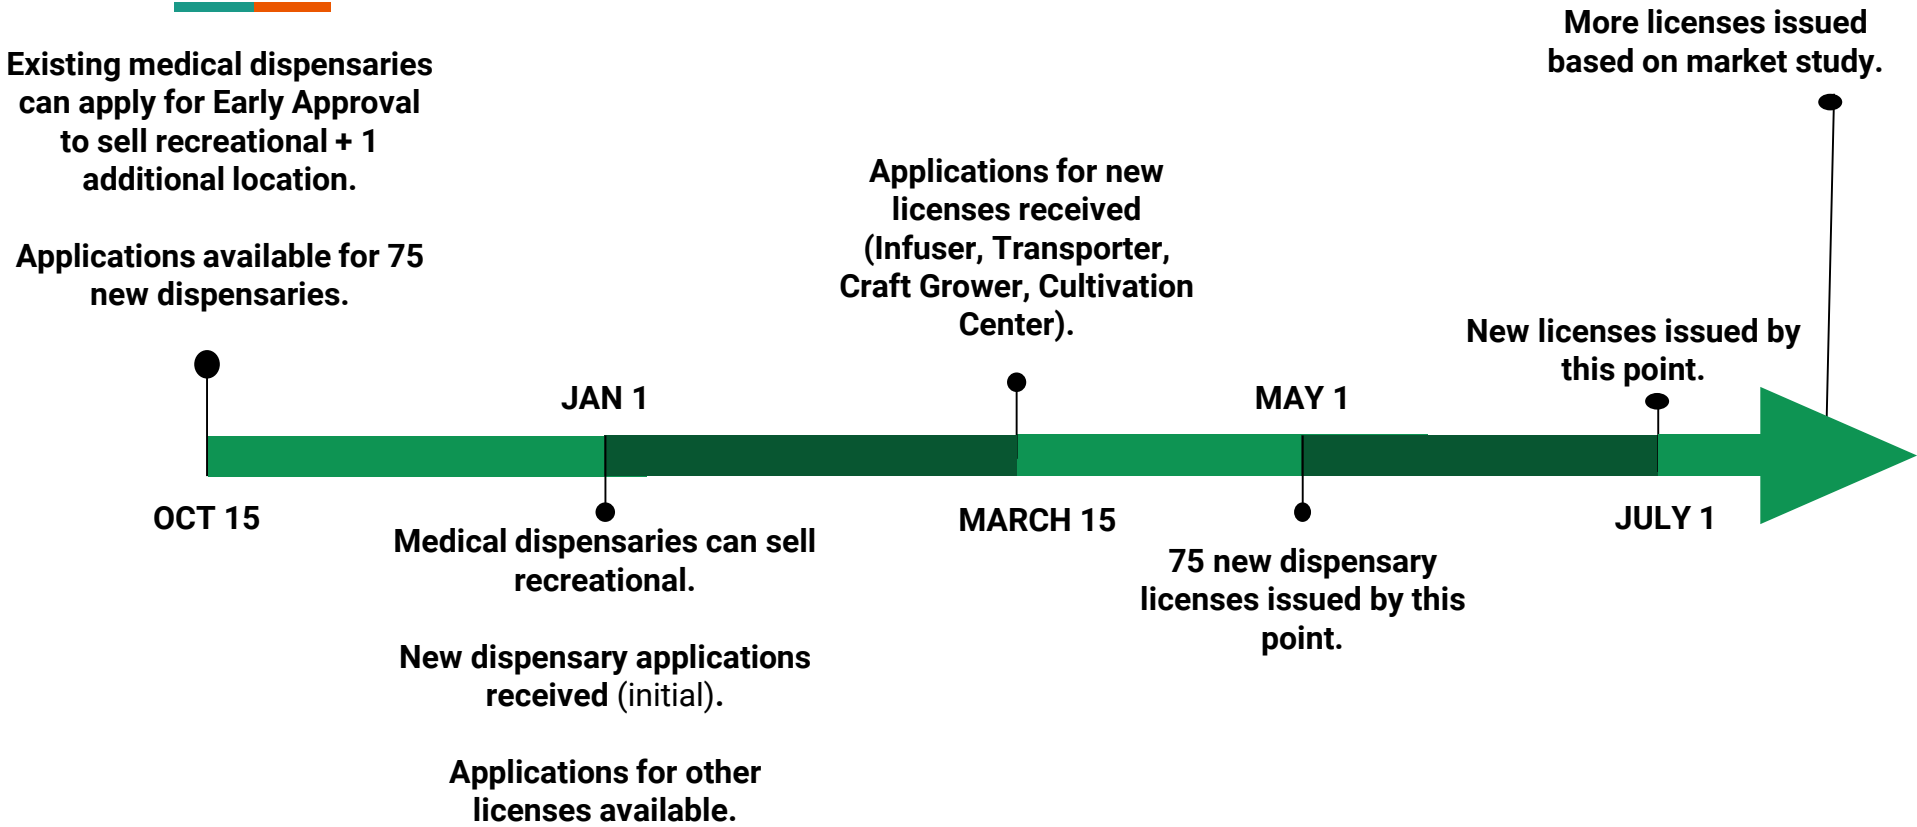 Existing medical dispensaries
can apply for Early Approval
to sell recreational + 1
additional location.
Applications available for 75
new dispensaries.
OCT 15
JAN 1
Medical dispensaries can sell
recreational.
New dispensary applications
received (initial).
Applications for other
licenses available.
Applications for new
licenses received
(Infuser, Transporter,
Craft Grower, Cultivation
Center).
MARCH 15
MAY 1
75 new dispensary
licenses issued by this
point.
New licenses issued by
this point.
JULY 1
More licenses issued
based on market study.